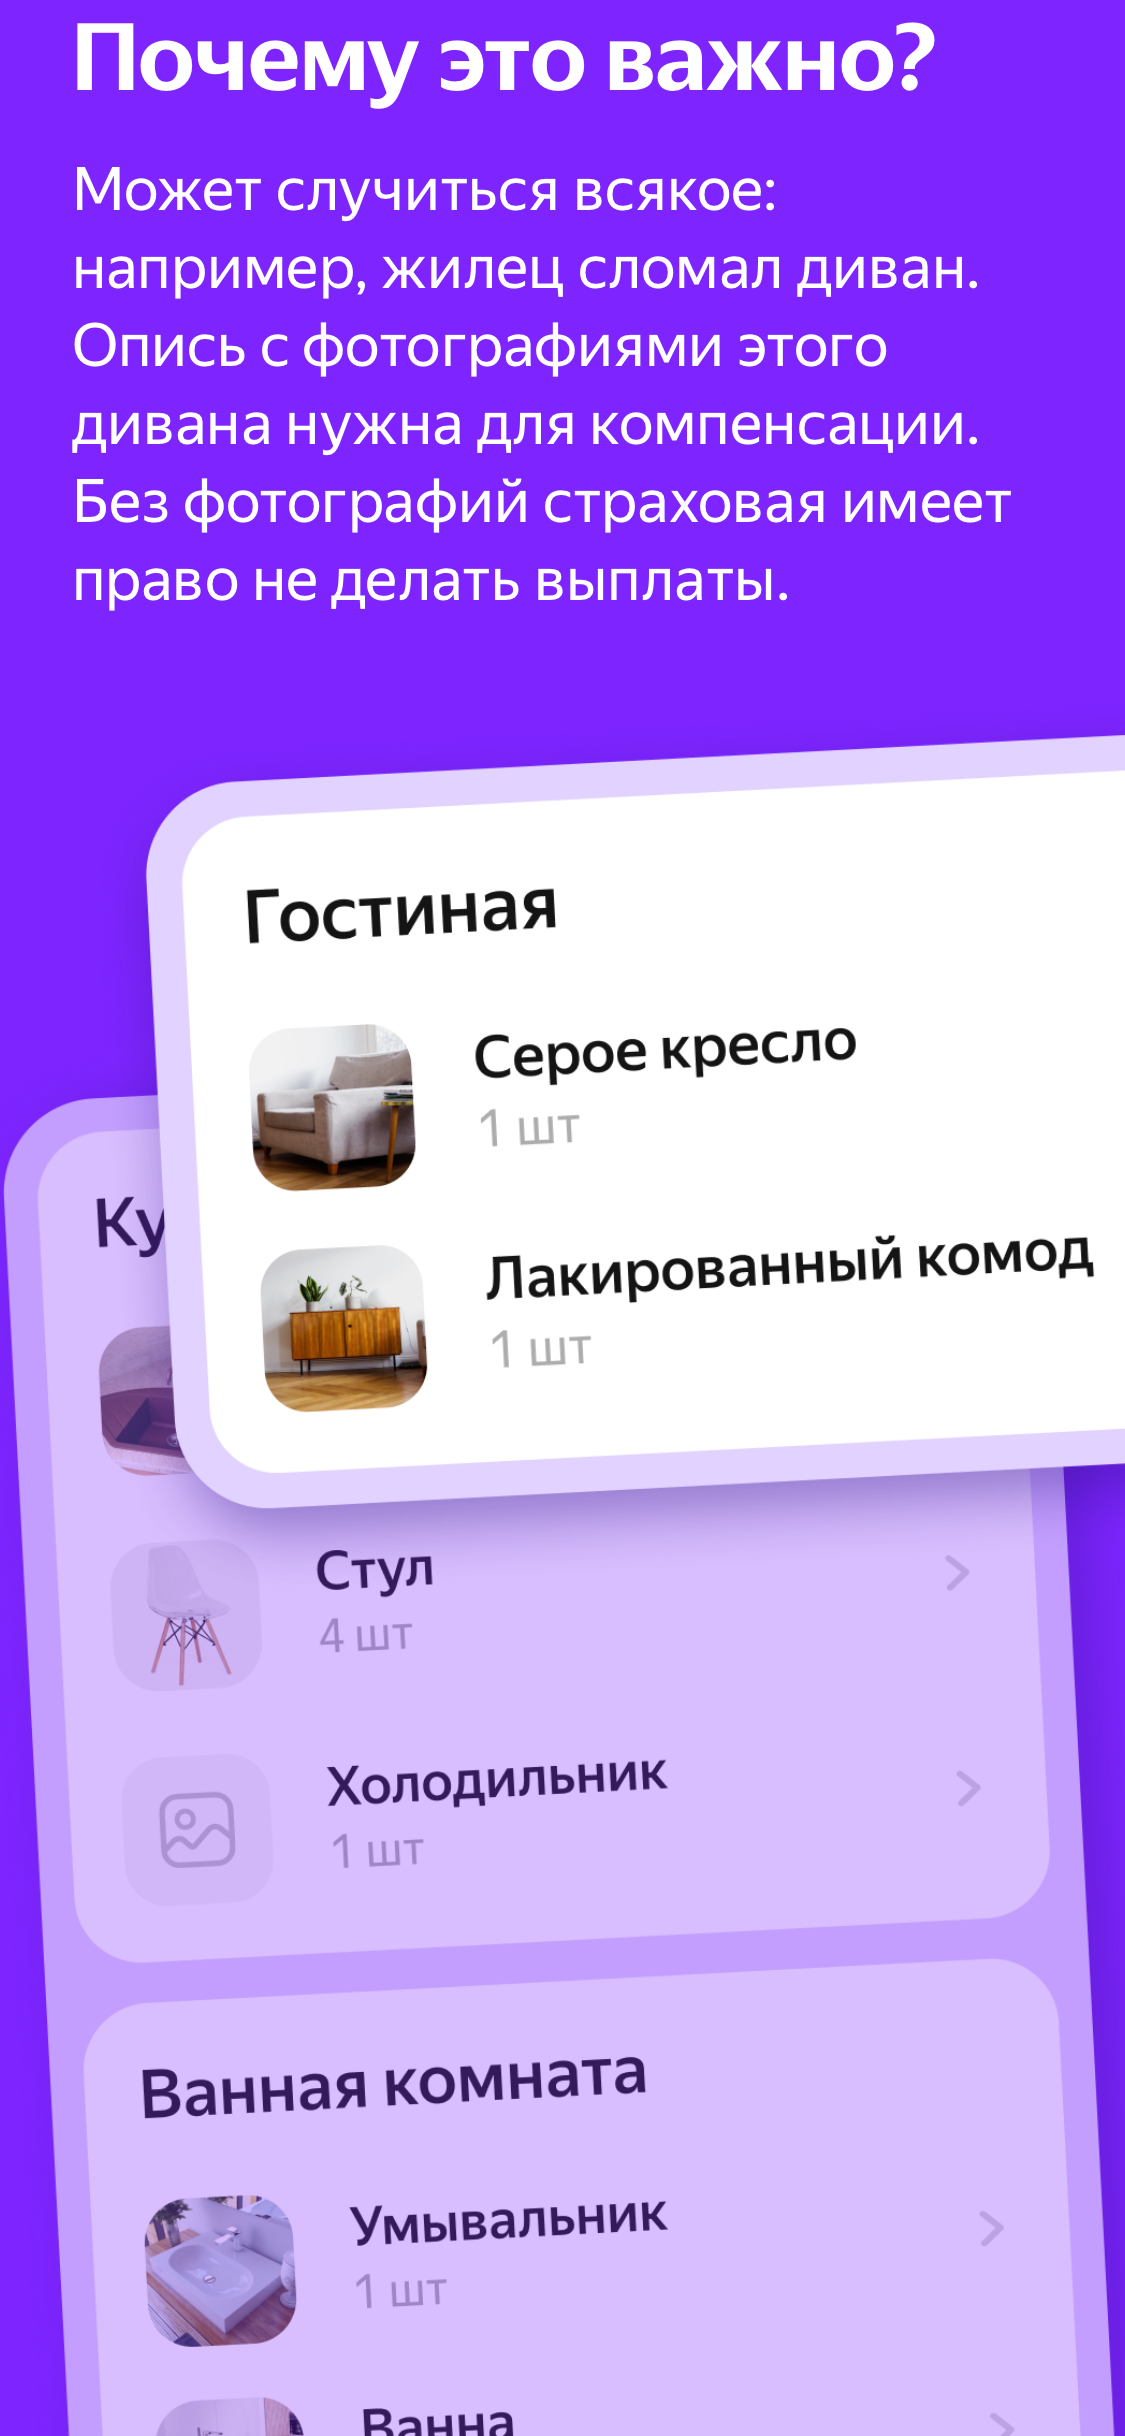 Почему это важно?
Может случиться всякое:
например, жилец сломал диван.
Опись с фотографиями этого
дивана нужна для компенсации.
Без фотографий страховая имеет
право не делать выплаты.
Гостиная
Серое кресло
1 шт
Лакированный комод
1 шт
Ку
Стул
4 шт
Холодильник
1 шт
Ванная комната
Умывальник
1 шт
Ванна